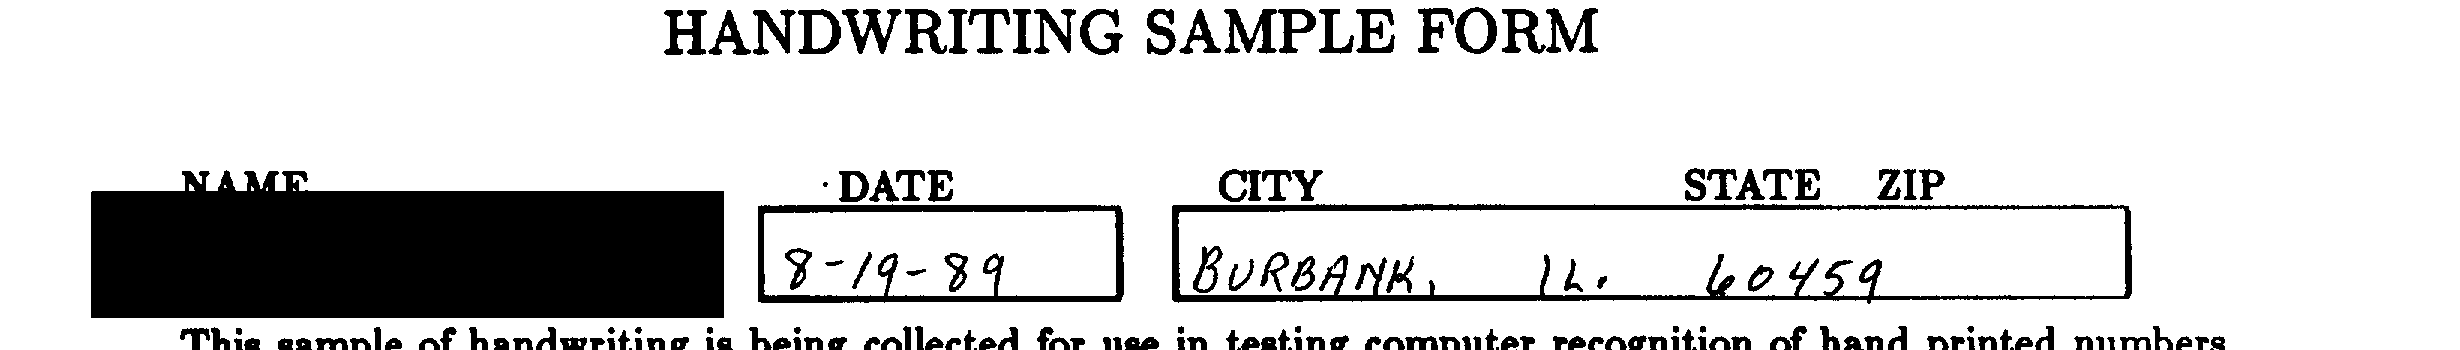 HANDWRITING SAMPLE FORM
NAME DATE CITY STATE ZIP
8-19-89 BURBANK, IL. 60459
This sample of handwriting is being collected for use in testing computer recognition of hand printed numbers